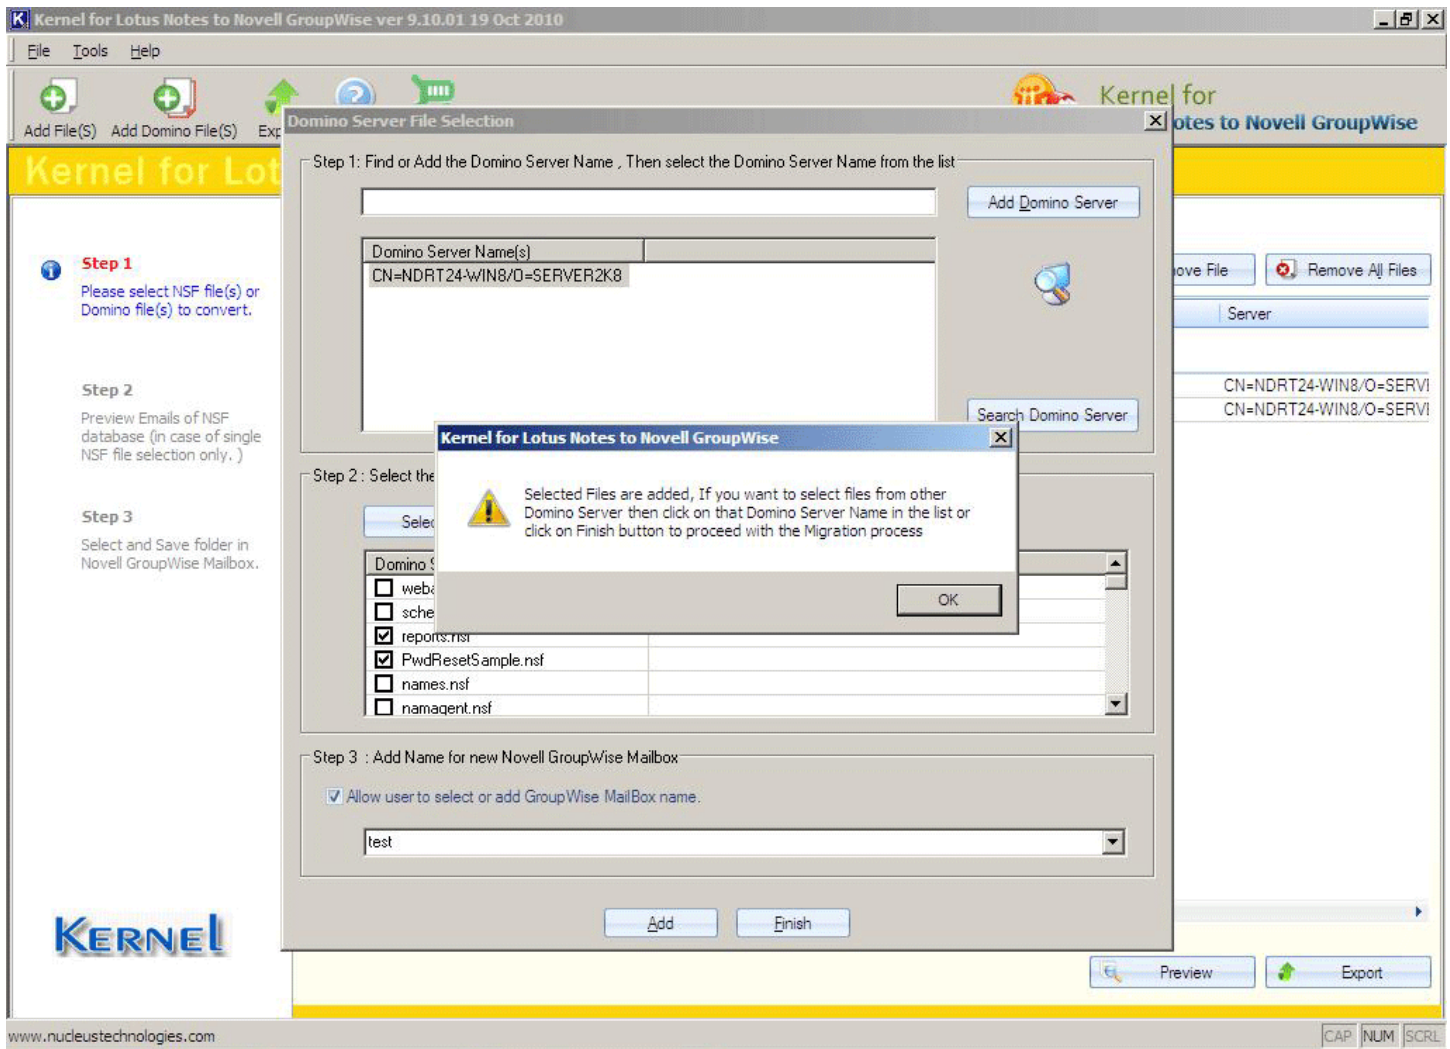 Kernel for Lotus Notes to Novell GroupWise ver 9.10.01 19 Oct 2010
File Tools Help
Add File(S) Add Domino File(S) Exp
Kernel for
otes to Novell GroupWise
Domino Server File Selection
Kernel for Lot
Step 1: Find or Add the Domino Server Name , Then select the Domino Server Name from the list
Add Domino Server
Domino Server Name(s)
CN=NDRT24-WIN8/O=SERVER2K8
Search Domino Server
Step 1
Please select NSF file(s) or
Domino file(s) to convert.
Step 2
Preview Emails of NSF
database (in case of single
NSF file selection only. )
Step 3
Select and Save folder in
Novell GroupWise Mailbox.
ove File Remove All Files
Server
CN=NDRT24-WIN8/O=SERV
CN=NDRT24-WIN8/O=SERV
Kernel for Lotus Notes to Novell GroupWise
Selected Files are added, If you want to select files from other
Domino Server then click on that Domino Server Name in the list or
click on Finish button to proceed with the Migration process
OK
Step 2 : Select the
Selec
Domino S
weba
sche
reports.nsf
PwdResetSample.nsf
names.nsf
namagent.nsf
Step 3 : Add Name for new Novell GroupWise Mailbox
Allow user to select or add GroupWise MailBox name.
test
Add Finish
KERNEl
Preview Export
www.nucleustechnologies.com
CAP NUM SCRL